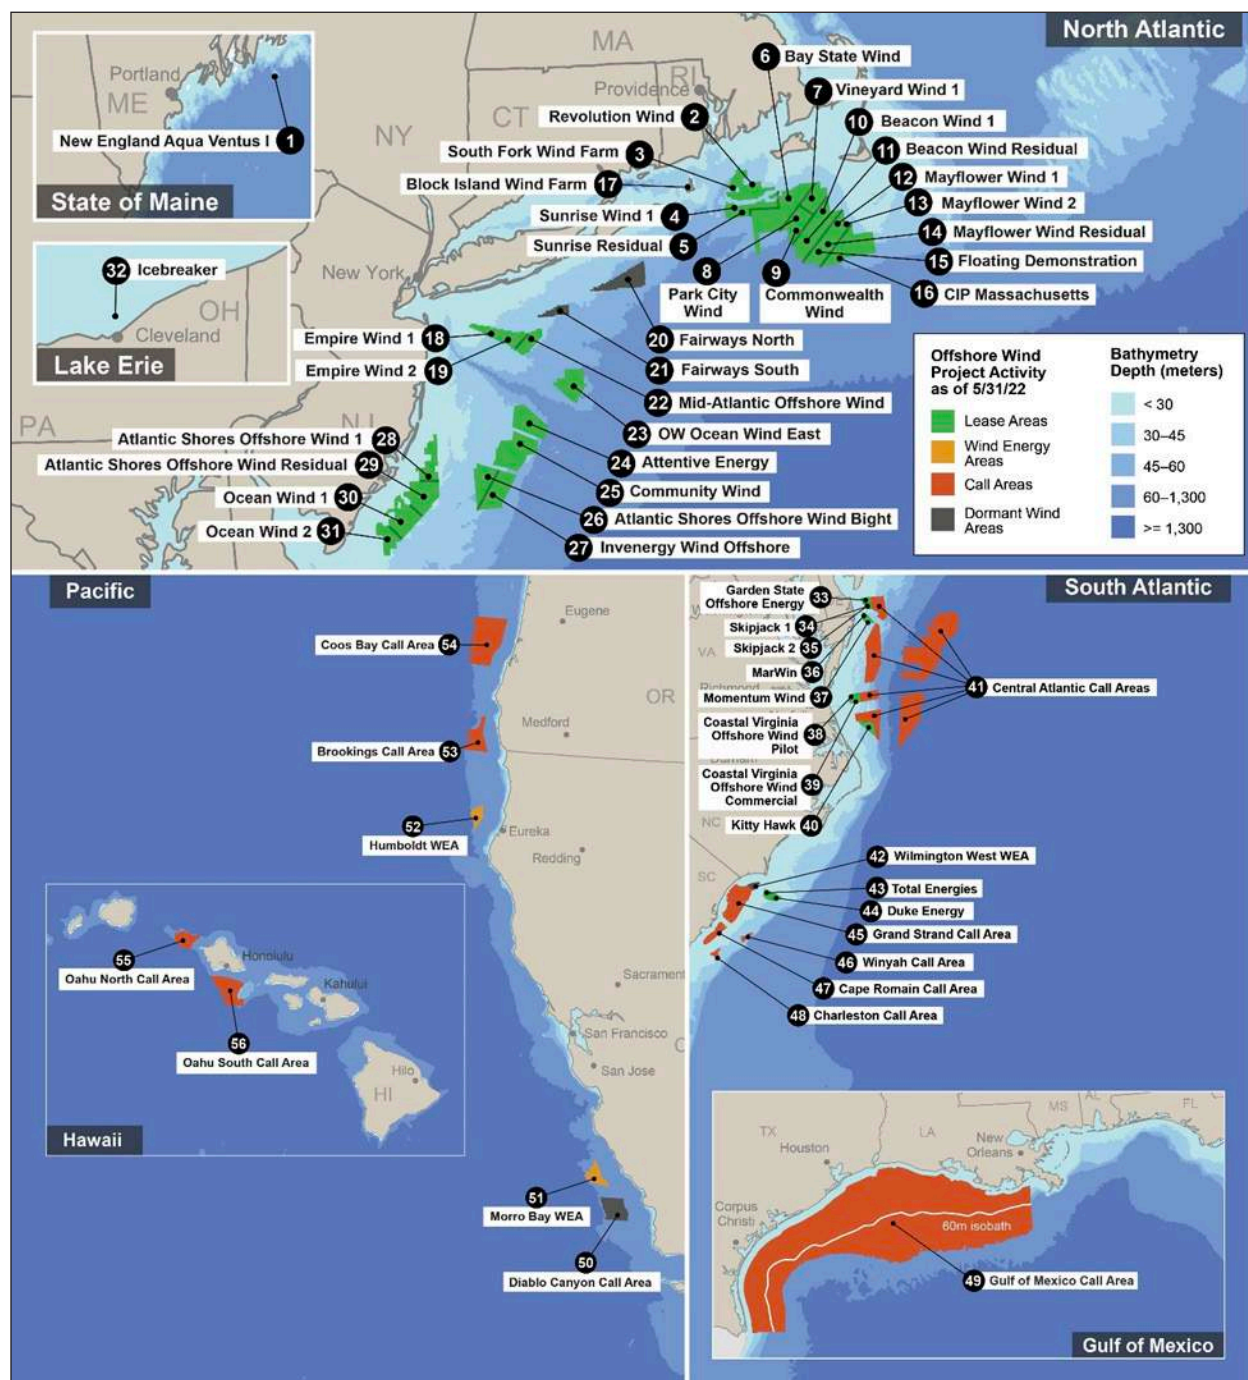 North Atlantic
MA
6 Bay State Wind
RI
Portland
ME
7 Vineyard Wind 1
Providence
CT
Revolution Wind 2
10 Beacon Wind 1
NY
New England Aqua Ventus I 1
South Fork Wind Farm 3
11 Beacon Wind Residual
Block Island Wind Farm 17
12 Mayflower Wind 1
State of Maine
13 Mayflower Wind 2
Sunrise Wind 1 4
14 Mayflower Wind Residual
Sunrise Residual 5
15 Floating Demonstration
8
Park City
Wind
9
Commonwealth
Wind
16 CIP Massachusetts
32 Icebreaker
New York
OH
Cleveland
Lake Erie
Empire Wind 1 18
20 Fairways North
Empire Wind 2 19
21 Fairways South
22 Mid-Atlantic Offshore Wind
PA
NJ
23 OW Ocean Wind East
Atlantic Shores Offshore Wind 1 28
24 Attentive Energy
Atlantic Shores Offshore Wind Residual 29
25 Community Wind
Ocean Wind 1 30
26 Atlantic Shores Offshore Wind Bight
Ocean Wind 2 31
27 Invenergy Wind Offshore
Offshore Wind
Project Activity
as of 5/31/22
Lease Areas
Wind Energy
Areas
Call Areas
Dormant Wind
Areas
Bathymetry
Depth (meters)
< 30
30–45
45–60
60–1,300
>= 1,300
Pacific
Eugene
Coos Bay Call Area 54
OR
Medford
Brookings Call Area 53
52
Humboldt WEA
Eureka
Redding
Sacrament
San Francisco
San Jose
C
51
Morro Bay WEA
50
Diablo Canyon Call Area
55
Oahu North Call Area
Honolulu
Kahului
56
Oahu South Call Area
Hilo
HI
Hawaii
South Atlantic
Garden State
Offshore Energy 33
Skipjack 1 34
Skipjack 2 35
VA
MarWin 36
Richmond
Momentum Wind 37
41 Central Atlantic Call Areas
Coastal Virginia
Offshore Wind
Pilot
38
Coastal Virginia
Offshore Wind
Commercial
39
NC
Kitty Hawk 40
42 Wilmington West WEA
SC
43 Total Energies
44 Duke Energy
45 Grand Strand Call Area
46 Winyah Call Area
47 Cape Romain Call Area
48 Charleston Call Area
TX
Houston
LA
MS
AL
FL
New
Orleans
Corpus
Christi
60m isobath
49 Gulf of Mexico Call Area
Gulf of Mexico